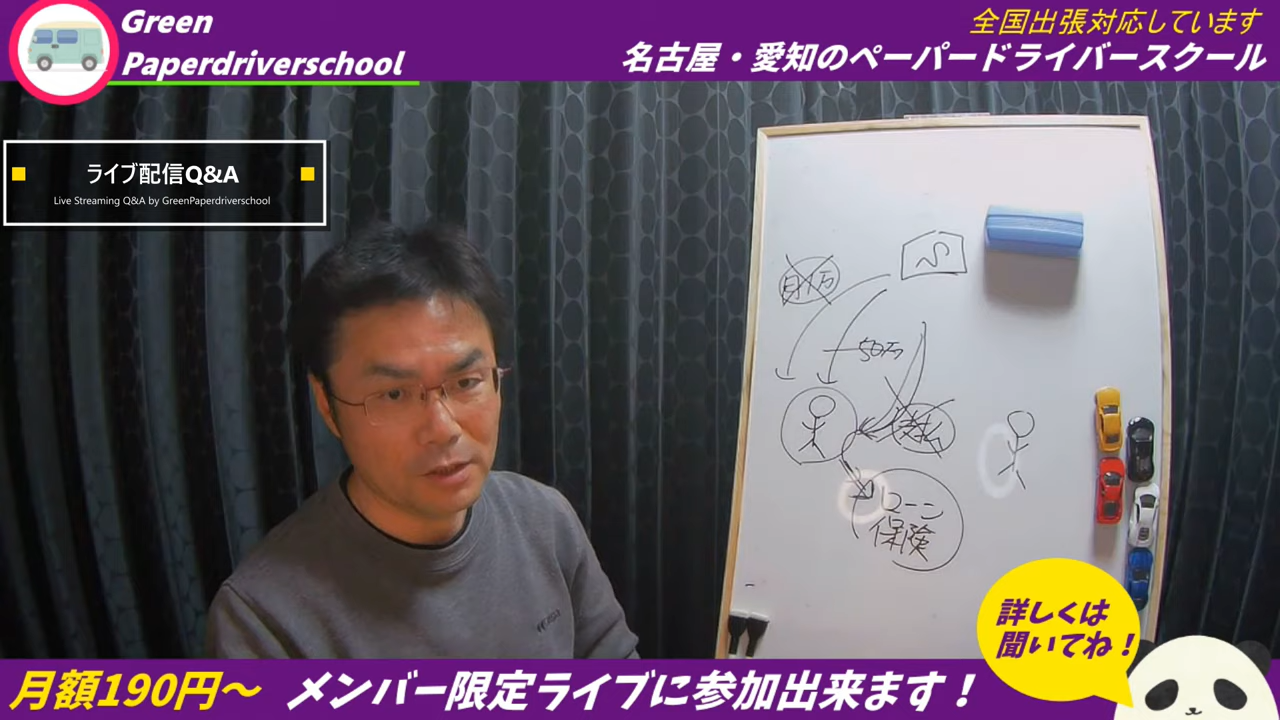 Green
Paperdriverschool
全国出張対応しています
名古屋・愛知のペーパードライバースクール
ライブ配信Q&A
Live Streaming Q&A by GreenPaperdriverschool
月1万
50万
ローン
保険
詳しくは
聞いてね！
月額190円〜 メンバー限定ライブに参加出来ます！